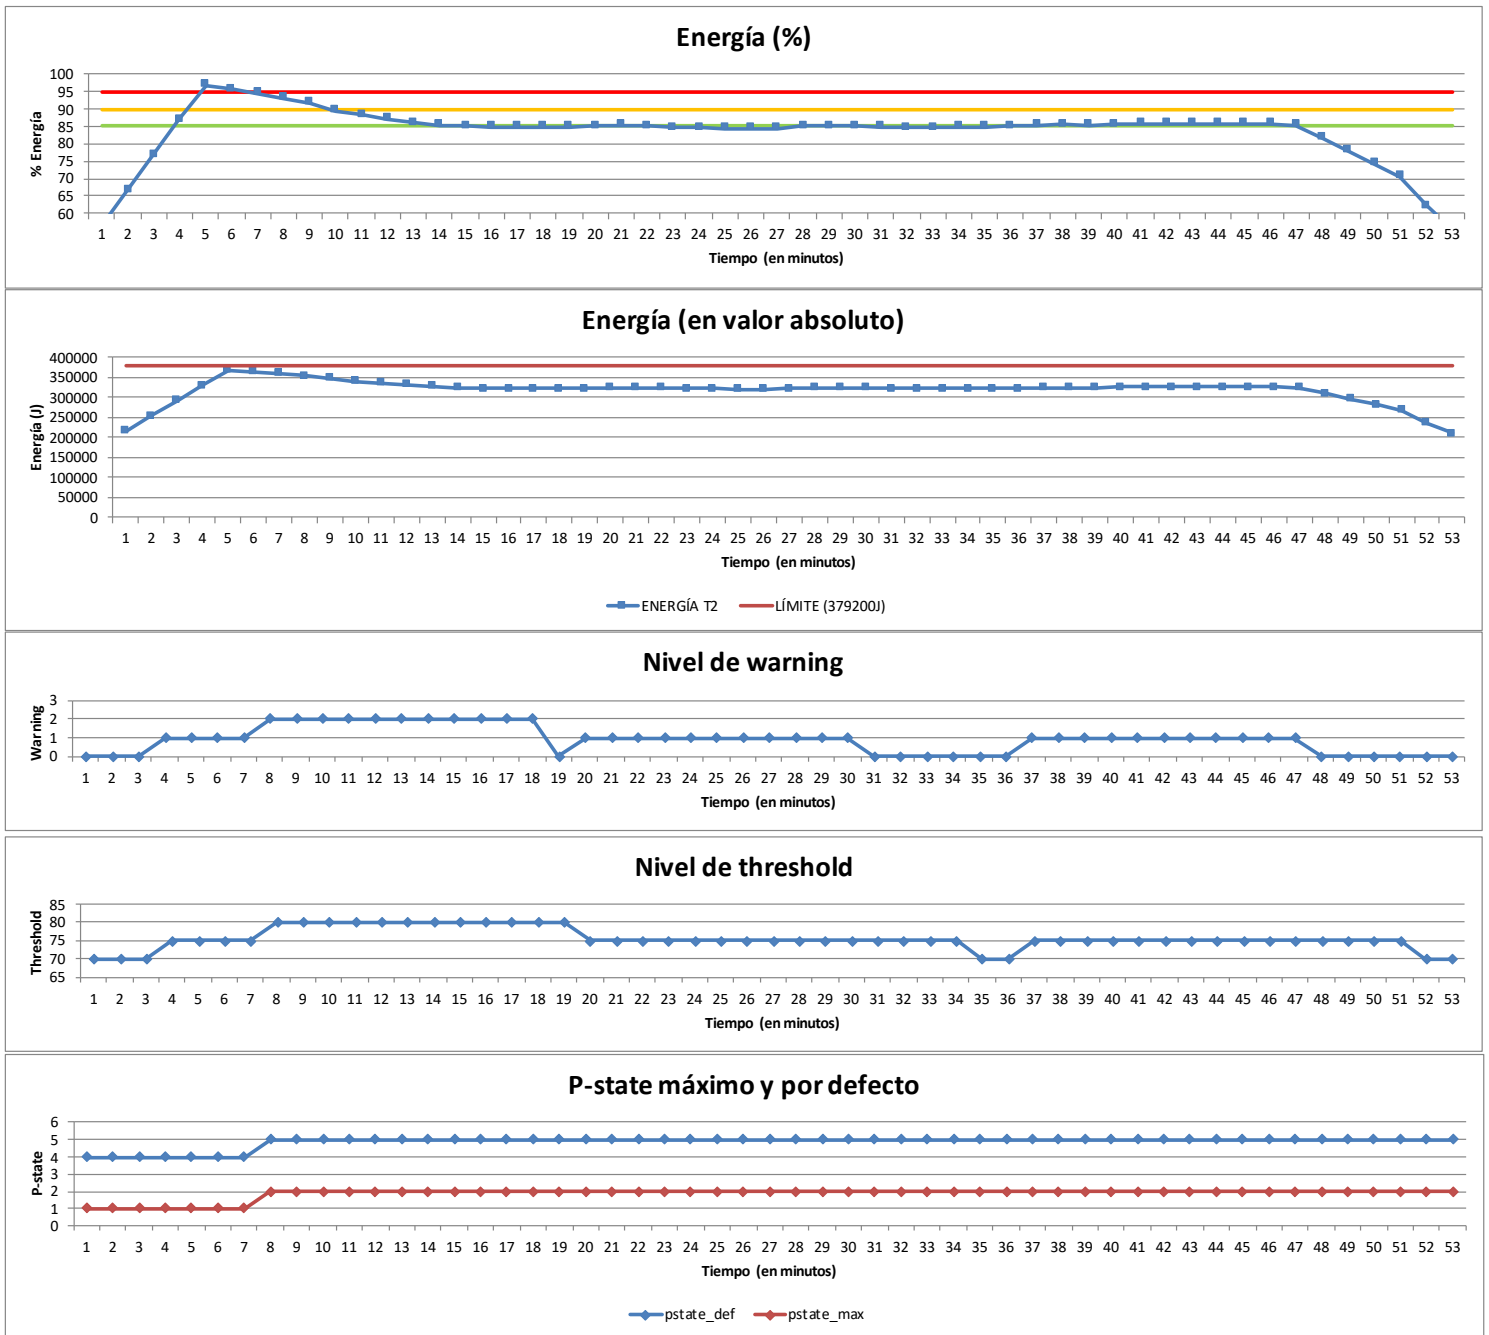 Energía (%)
% Energía
100
95
90
85
80
75
70
65
60
1 2 3 4 5 6 7 8 9 10 11 12 13 14 15 16 17 18 19 20 21 22 23 24 25 26 27 28 29 30 31 32 33 34 35 36 37 38 39 40 41 42 43 44 45 46 47 48 49 50 51 52 53
Tiempo (en minutos)
Energía (en valor absoluto)
Energía (J)
400000
350000
300000
250000
200000
150000
100000
50000
0
1 2 3 4 5 6 7 8 9 10 11 12 13 14 15 16 17 18 19 20 21 22 23 24 25 26 27 28 29 30 31 32 33 34 35 36 37 38 39 40 41 42 43 44 45 46 47 48 49 50 51 52 53
Tiempo (en minutos)
ENERGÍA T2 LÍMITE (379200J)
Nivel de warning
Warning
3
2
1
0
1 2 3 4 5 6 7 8 9 10 11 12 13 14 15 16 17 18 19 20 21 22 23 24 25 26 27 28 29 30 31 32 33 34 35 36 37 38 39 40 41 42 43 44 45 46 47 48 49 50 51 52 53
Tiempo (en minutos)
Nivel de threshold
Threshold
85
80
75
70
65
1 2 3 4 5 6 7 8 9 10 11 12 13 14 15 16 17 18 19 20 21 22 23 24 25 26 27 28 29 30 31 32 33 34 35 36 37 38 39 40 41 42 43 44 45 46 47 48 49 50 51 52 53
Tiempo (en minutos)
P-state máximo y por defecto
P-state
6
5
4
3
2
1
0
1 2 3 4 5 6 7 8 9 10 11 12 13 14 15 16 17 18 19 20 21 22 23 24 25 26 27 28 29 30 31 32 33 34 35 36 37 38 39 40 41 42 43 44 45 46 47 48 49 50 51 52 53
Tiempo (en minutos)
pstate_def pstate_max